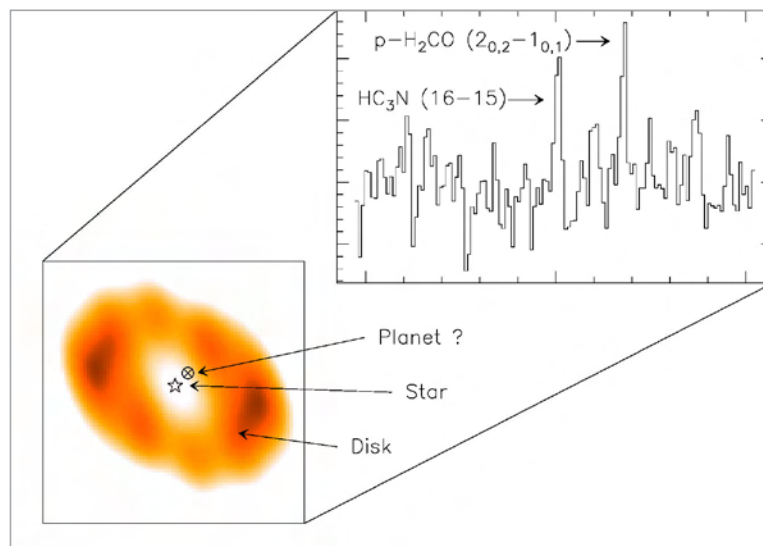 p-H₂CO (2₀,₂-1₀,₁)
HC₃N (16-15)
Planet ?
Star
Disk